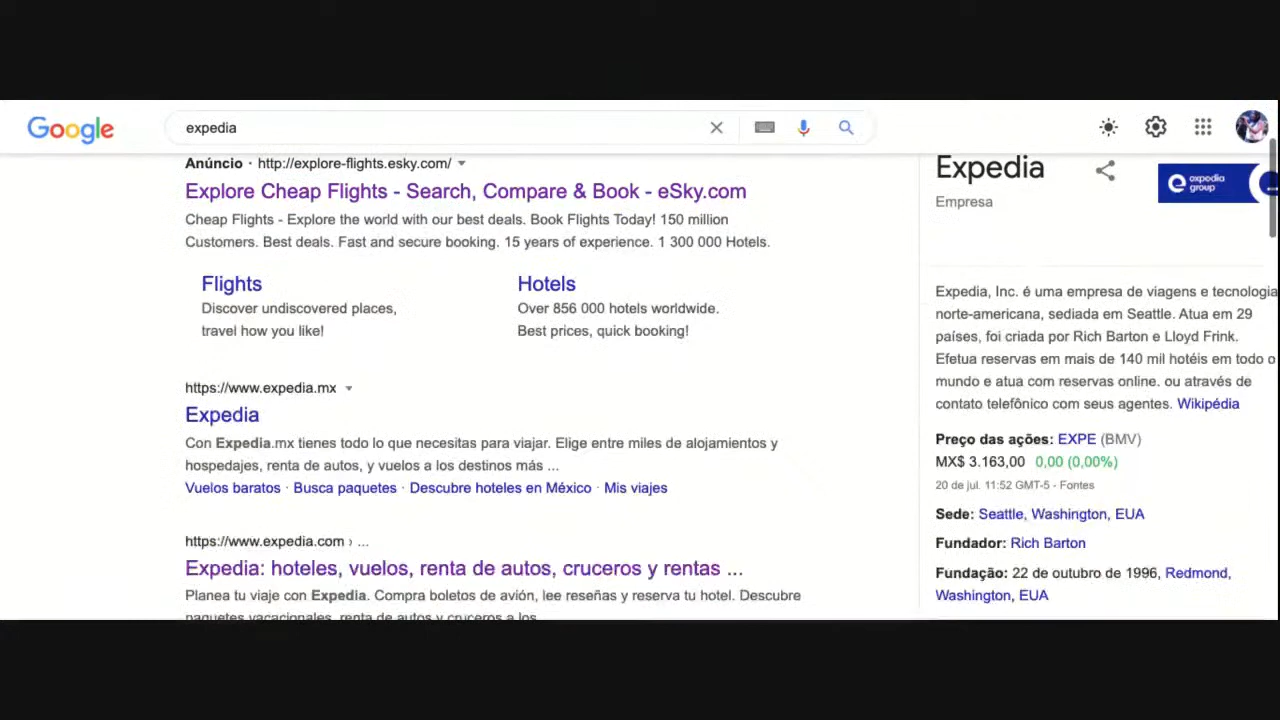 Google
expedia
Anúncio · http://explore-flights.esky.com/
Explore Cheap Flights - Search, Compare & Book - eSky.com
Cheap Flights - Explore the world with our best deals. Book Flights Today! 150 million
Customers. Best deals. Fast and secure booking. 15 years of experience. 1 300 000 Hotels.
Flights
Discover undiscovered places,
travel how you like!
Hotels
Over 856 000 hotels worldwide.
Best prices, quick booking!
https://www.expedia.mx
Expedia
Con Expedia.mx tienes todo lo que necesitas para viajar. Elige entre miles de alojamientos y
hospedajes, renta de autos, y vuelos a los destinos más ...
Vuelos baratos · Busca paquetes · Descubre hoteles en México · Mis viajes
https://www.expedia.com › ...
Expedia: hoteles, vuelos, renta de autos, cruceros y rentas ...
Planea tu viaje con Expedia. Compra boletos de avión, lee reseñas y reserva tu hotel. Descubre
paquetes vacacionales, renta de autos y cruceros a los
Expedia
Empresa
expedia
group
Expedia, Inc. é uma empresa de viagens e tecnologia
norte-americana, sediada em Seattle. Atua em 29
países, foi criada por Rich Barton e Lloyd Frink.
Efetua reservas em mais de 140 mil hotéis em todo o
mundo e atua com reservas online. ou através de
contato telefônico com seus agentes. Wikipédia
Preço das ações: EXPE (BMV)
MX$ 3.163,00 0,00 (0,00%)
20 de jul. 11:52 GMT-5 - Fontes
Sede: Seattle, Washington, EUA
Fundador: Rich Barton
Fundação: 22 de outubro de 1996, Redmond,
Washington, EUA